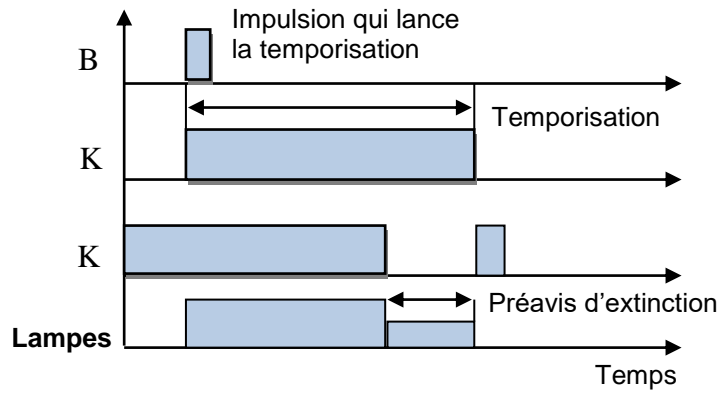 Impulsion qui lance
la temporisation
B
Temporisation
K
K
Préavis d'extinction
Lampes
Temps